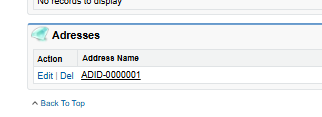 No records to display
Adresses
Action Address Name
Edit | Del ADID-0000001
Back To Top